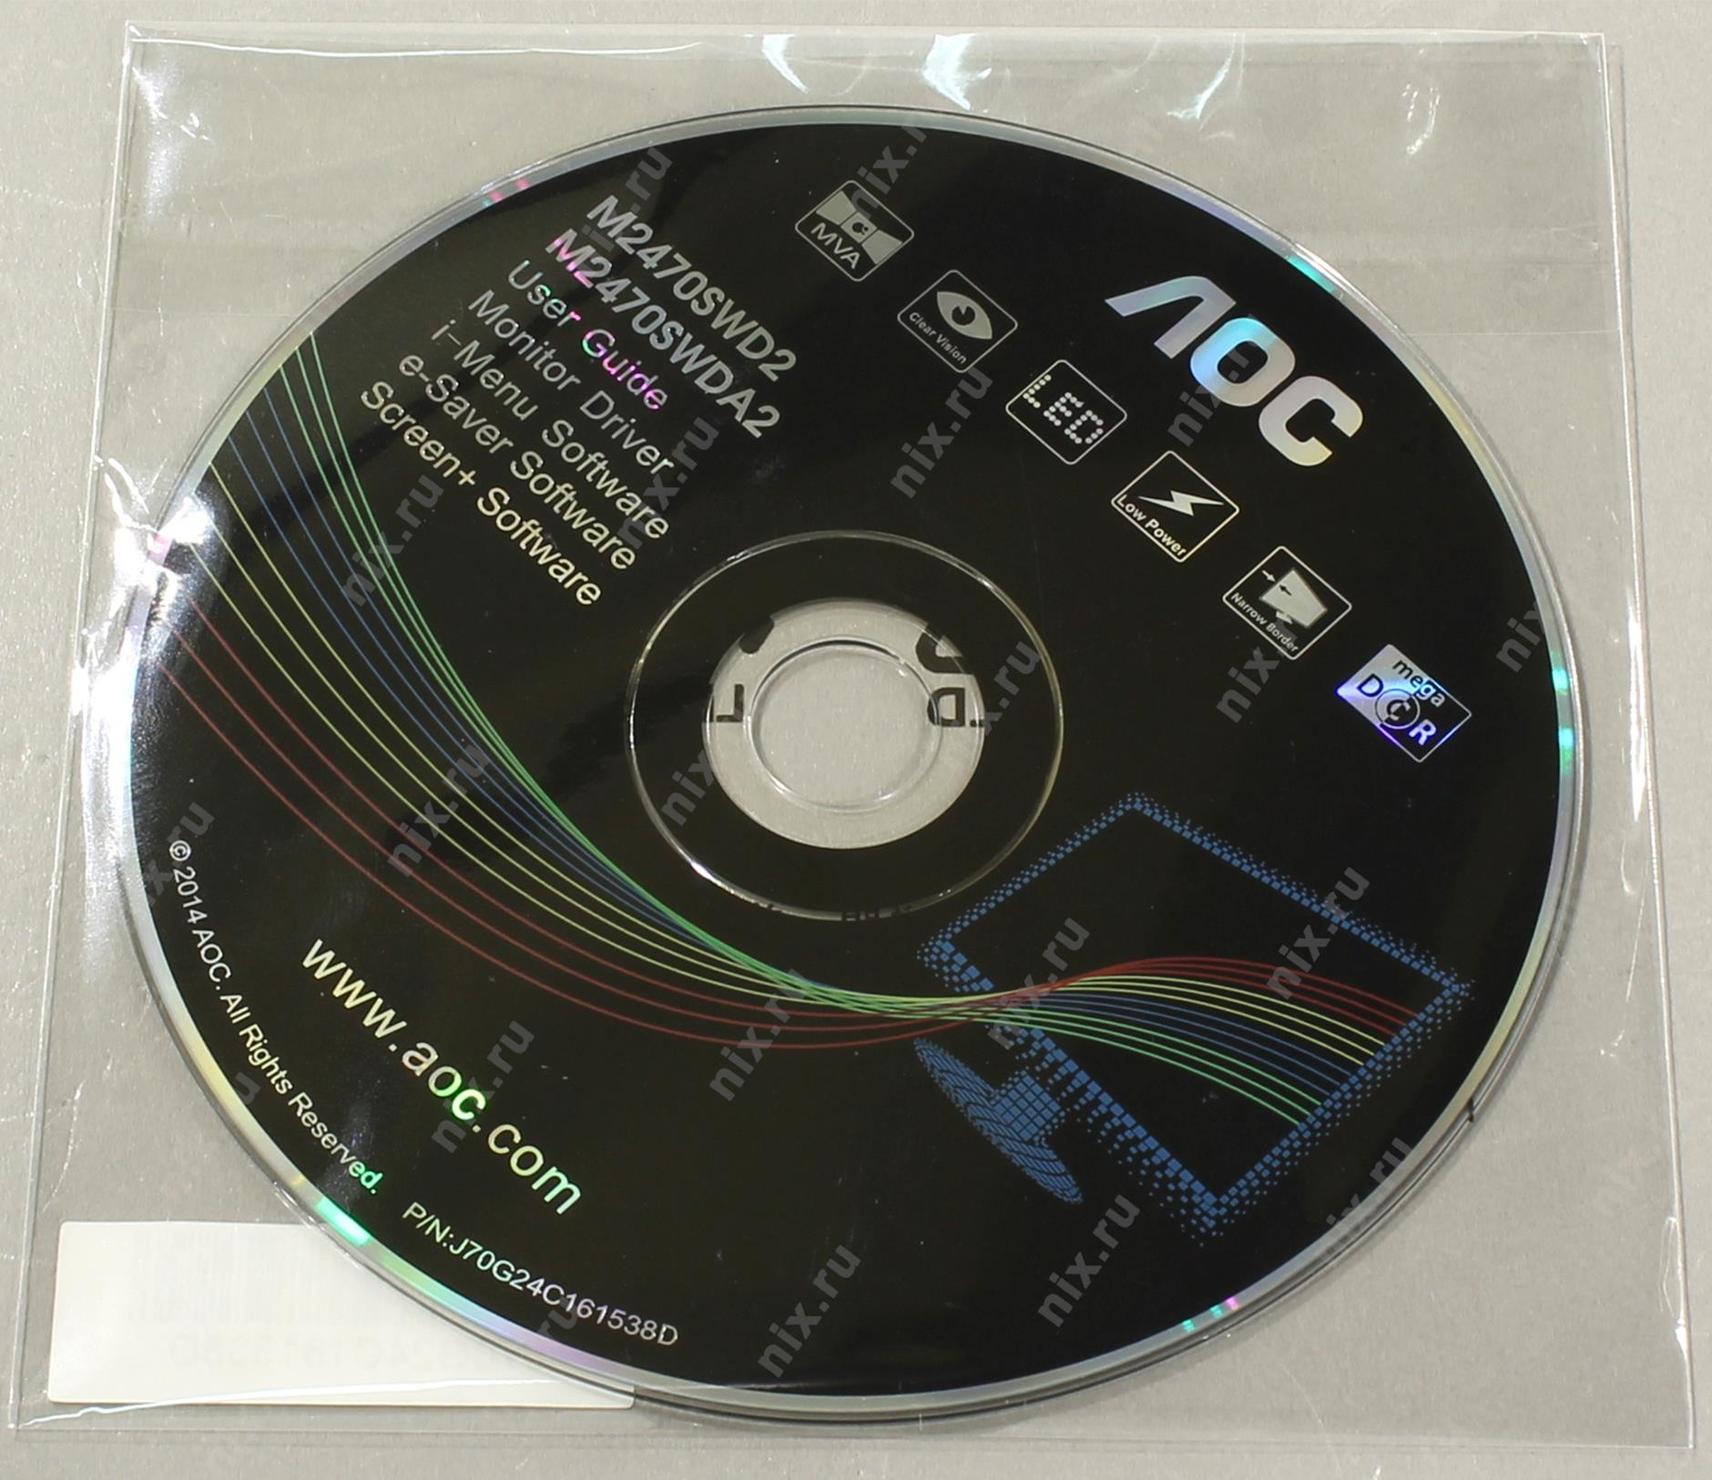 AOC
MVA
Clear Vision
LED
Low Power
Narrow Border
mega
DCR
M2470SWD2
M2470SWDA2
User Guide
Monitor Driver
i-Menu Software
e-Saver Software
Screen+ Software
www.aoc.com
© 2014 AOC. All Rights Reserved.
P/N:J70G24C161538D
nix.ru